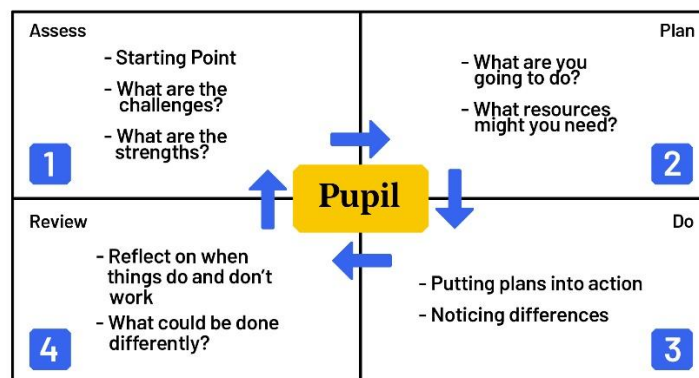 Assess
- Starting Point
- What are the
challenges?
- What are the
strengths?
1
Plan
- What are you
going to do?
- What resources
might you need?
2
Pupil
Review
- Reflect on when
things do and don't
work
- What could be done
differently?
4
Do
- Putting plans into action
- Noticing differences
3